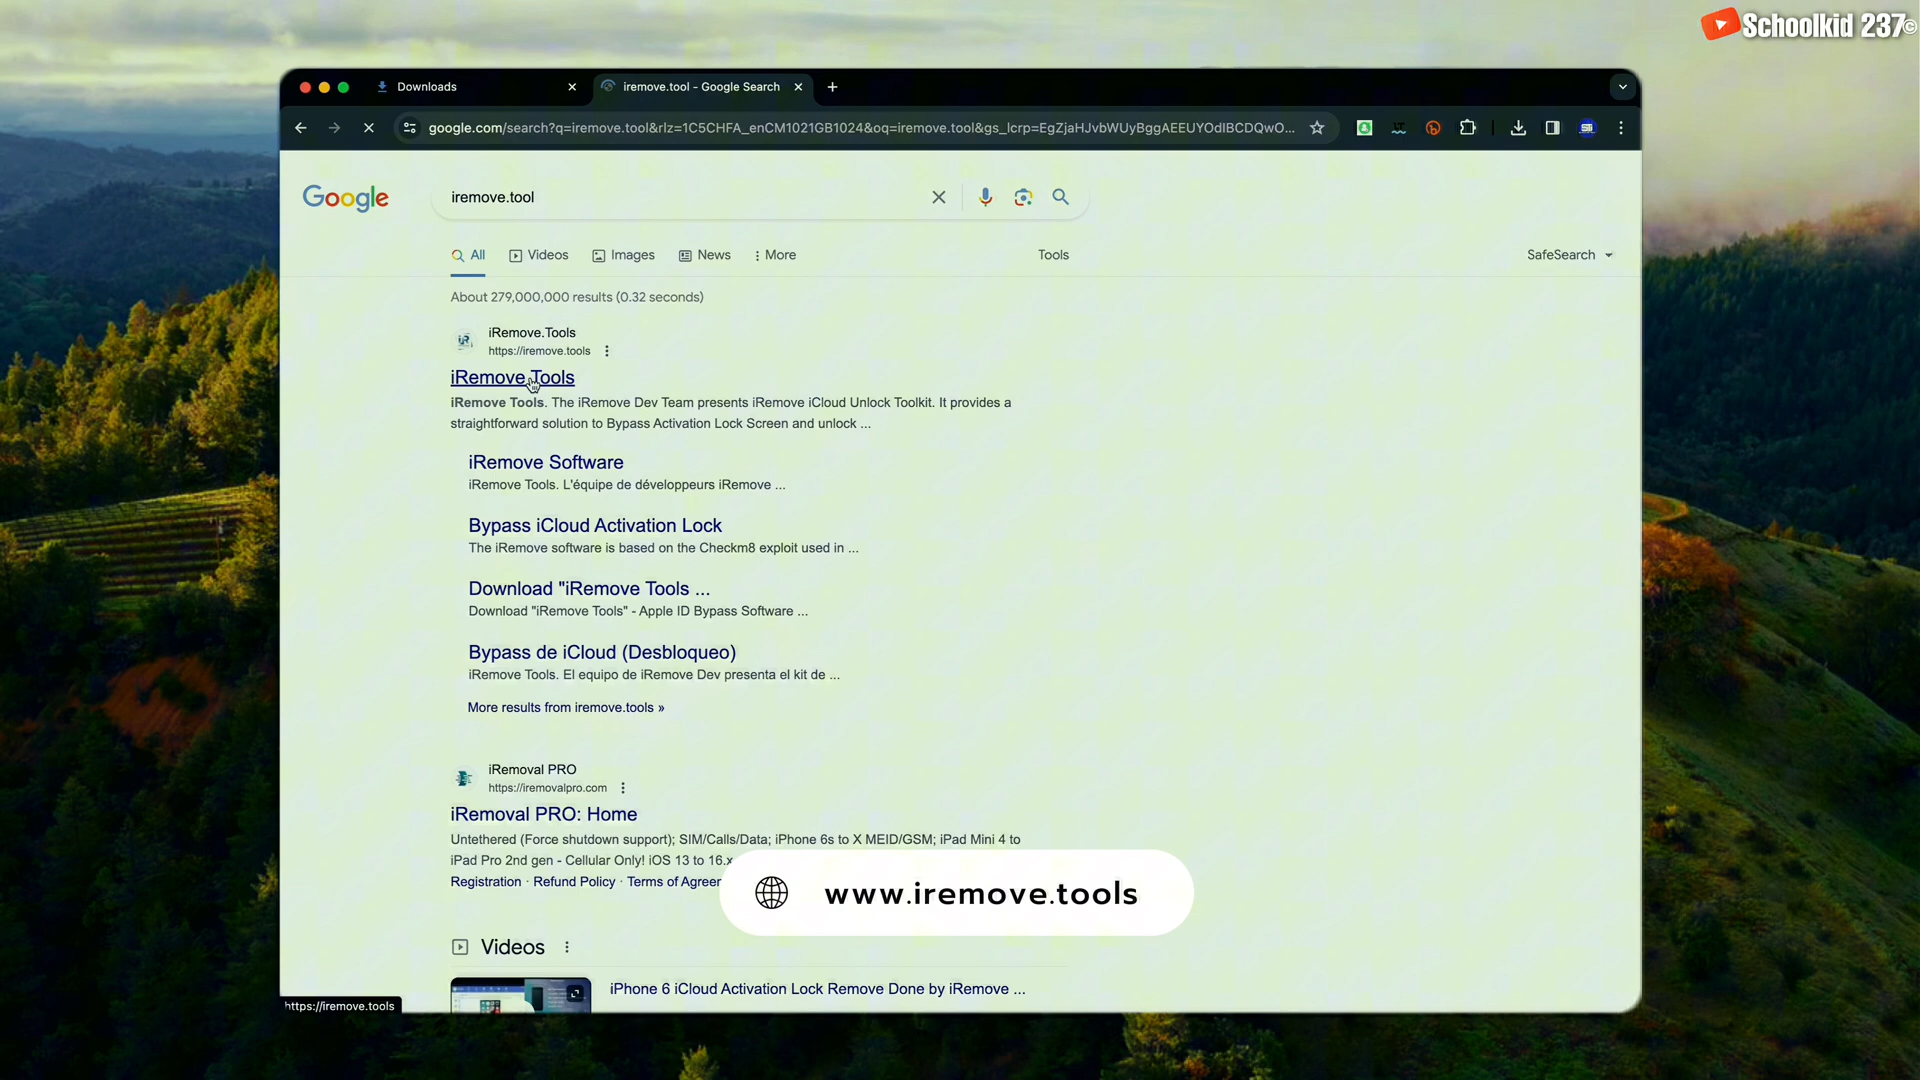 Schoolkid 237©
Downloads
iremove.tool - Google Search
google.com/search?q=iremove.tool&rlz=1C5CHFA_enCM1021GB1024&oq=iremove.tool&gs_lcrp=EgZjaHJvbWUyBggAEEUYOdIBCDQwO...
Google
iremove.tool
All
Videos
Images
News
More
Tools
SafeSearch
About 279,000,000 results (0.32 seconds)
iRemove.Tools
https://iremove.tools
iRemove Tools
iRemove Tools. The iRemove Dev Team presents iRemove iCloud Unlock Toolkit. It provides a
straightforward solution to Bypass Activation Lock Screen and unlock ...
iRemove Software
iRemove Tools. L'équipe de développeurs iRemove ...
Bypass iCloud Activation Lock
The iRemove software is based on the Checkm8 exploit used in ...
Download "iRemove Tools ...
Download "iRemove Tools" - Apple ID Bypass Software ...
Bypass de iCloud (Desbloqueo)
iRemove Tools. El equipo de iRemove Dev presenta el kit de ...
More results from iremove.tools »
iRemoval PRO
https://iremovalpro.com
iRemoval PRO: Home
Untethered (Force shutdown support); SIM/Calls/Data; iPhone 6s to X MEID/GSM; iPad Mini 4 to
iPad Pro 2nd gen - Cellular Only! iOS 13 to 16.x
Registration · Refund Policy · Terms of Agreer
www.iremove.tools
Videos
iPhone 6 iCloud Activation Lock Remove Done by iRemove ...
https://iremove.tools